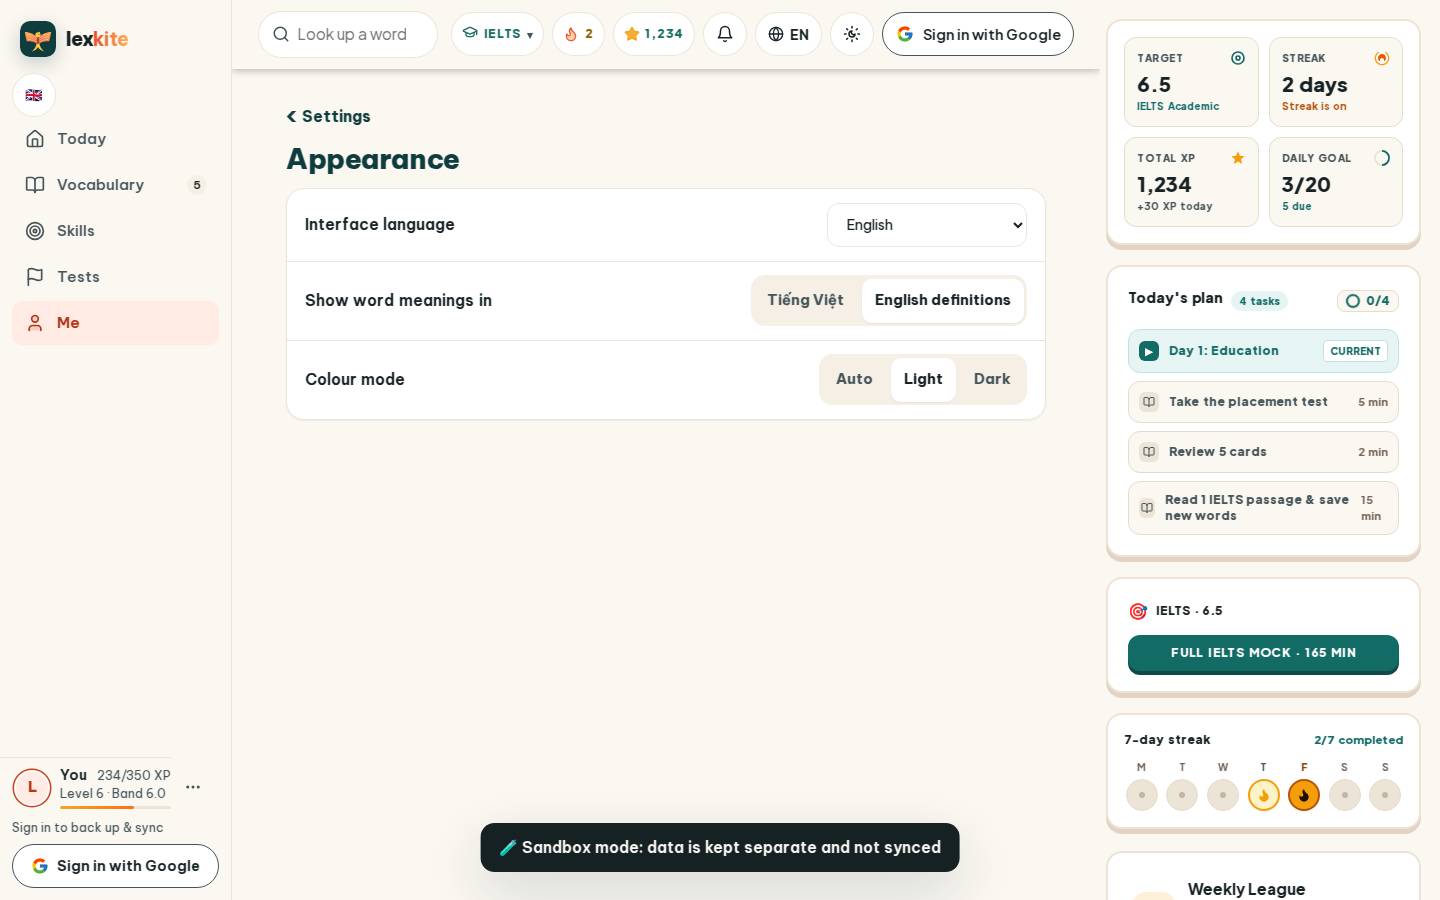 lexkite
Today
Vocabulary 5
Skills
Tests
Me
You 234/350 XP
L
Level 6 · Band 6.0
Sign in to back up & sync
Sign in with Google
Look up a word
IELTS ▾
2
1,234
EN
Sign in with Google
Settings
Appearance
Interface language English
Show word meanings in Tiếng Việt English definitions
Colour mode Auto Light Dark
🧪 Sandbox mode: data is kept separate and not synced
TARGET
6.5
IELTS Academic
STREAK
2 days
Streak is on
TOTAL XP
1,234
+30 XP today
DAILY GOAL
3/20
5 due
Today's plan 4 tasks 0/4
Day 1: Education CURRENT
Take the placement test 5 min
Review 5 cards 2 min
Read 1 IELTS passage & save 15
new words min
IELTS · 6.5
FULL IELTS MOCK · 165 MIN
7-day streak 2/7 completed
M T W T F S S
Weekly League